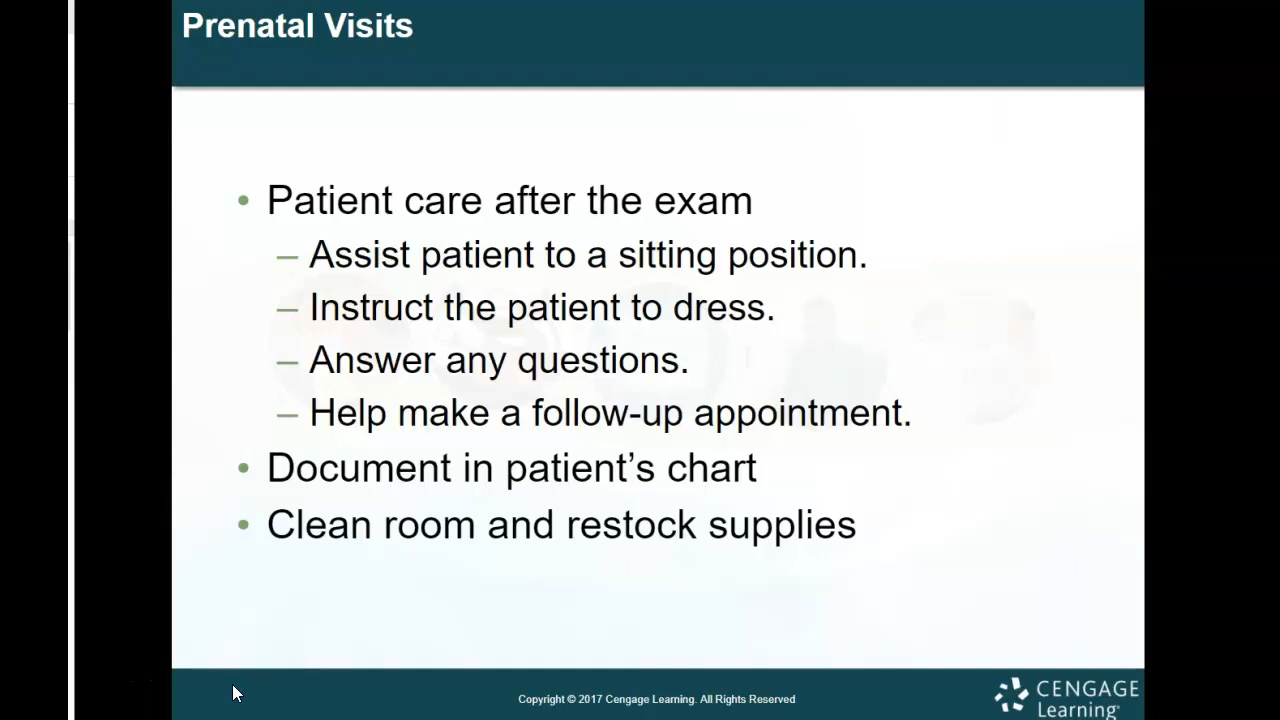 Prenatal Visits
• Patient care after the exam
– Assist patient to a sitting position.
– Instruct the patient to dress.
– Answer any questions.
– Help make a follow-up appointment.
• Document in patient’s chart
• Clean room and restock supplies
Copyright © 2017 Cengage Learning. All Rights Reserved
CENGAGE
Learning